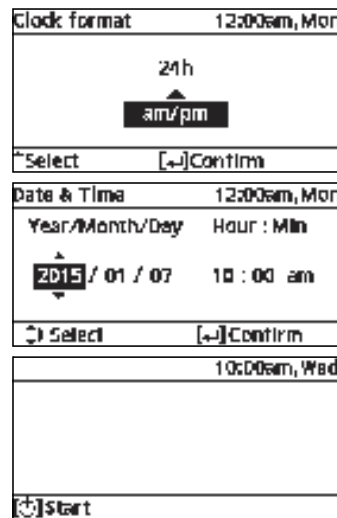 Clock format 12:00am, Mon
24h
am/pm
Select [↵]Confirm
Date & Time 12:00am, Mon
Year/Month/Day Hour : Min
2015 / 01 / 07 10 : 00 am
Select [↵]Confirm
10:00am, Wed
[⏻]Start